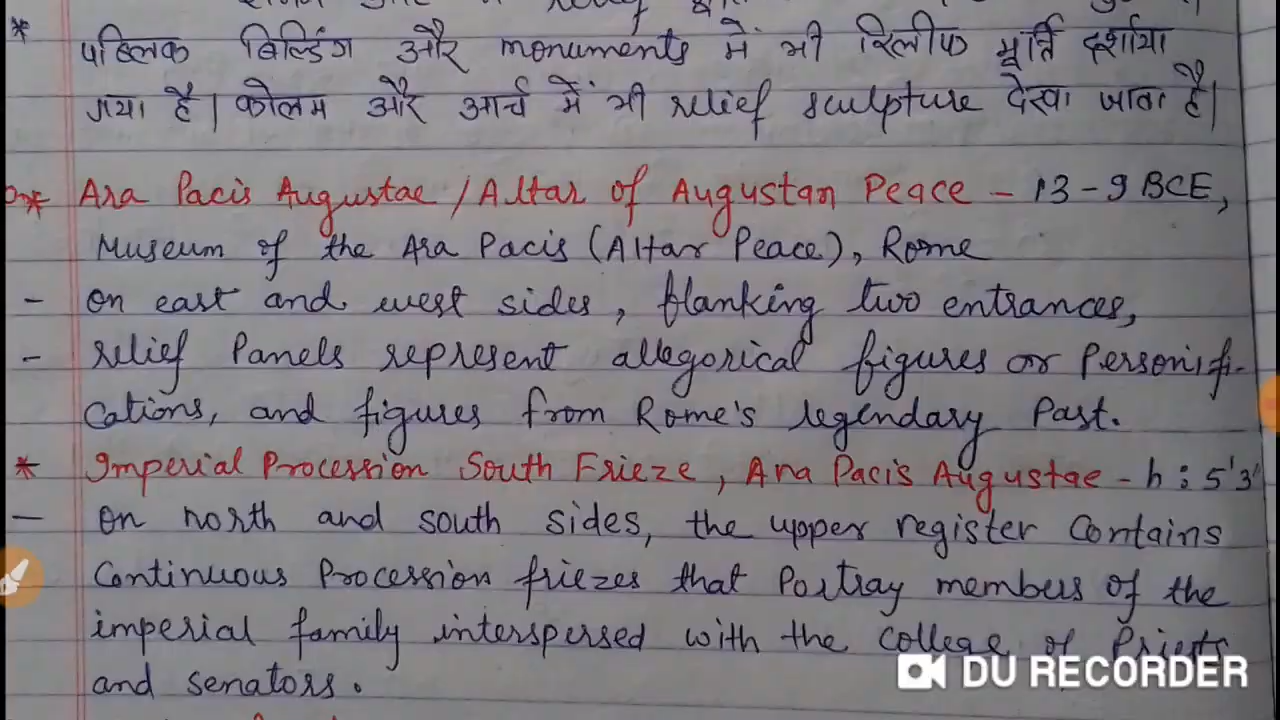 relief
* पब्लिक बिल्डिंग और monuments में भी रिलीफ मूर्ति दर्शाया
गया है। कोलम और आर्च में भी relief sculpture देखा जाता है।
* Ara Pacis Augustae / Altar of Augustan Peace - 13 - 9 BCE,
Museum of the Ara Pacis (Altar Peace), Rome
- on east and west sides, flanking two entrances,
- relief Panels represent allegorical figures or Personifi-
cations, and figures from Rome's legendary Past.
* Imperial Procession South Frieze, Ara Pacis Augustae - h: 5'3"
- on north and south sides, the upper register Contains
Continuous Procession friezes that Portray members of the
imperial family interspersed with the college of Priests
and senators.
DU RECORDER